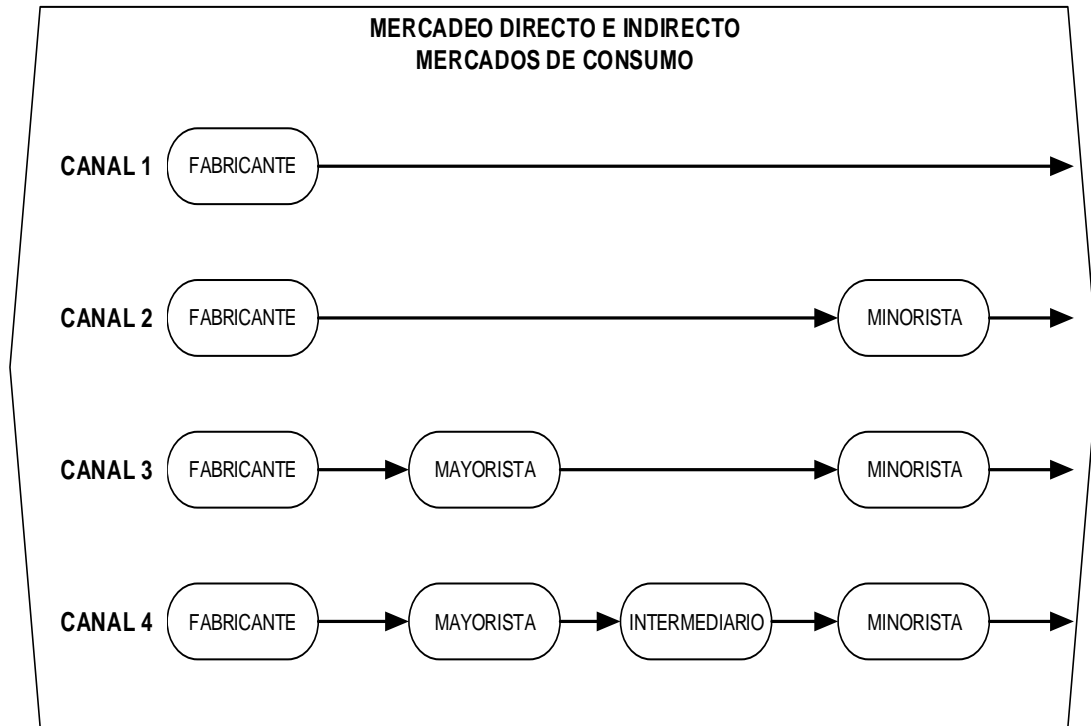 MERCADEO DIRECTO E INDIRECTO
MERCADOS DE CONSUMO
CANAL 1 FABRICANTE
CANAL 2 FABRICANTE MINORISTA
CANAL 3 FABRICANTE MAYORISTA MINORISTA
CANAL 4 FABRICANTE MAYORISTA INTERMEDIARIO MINORISTA